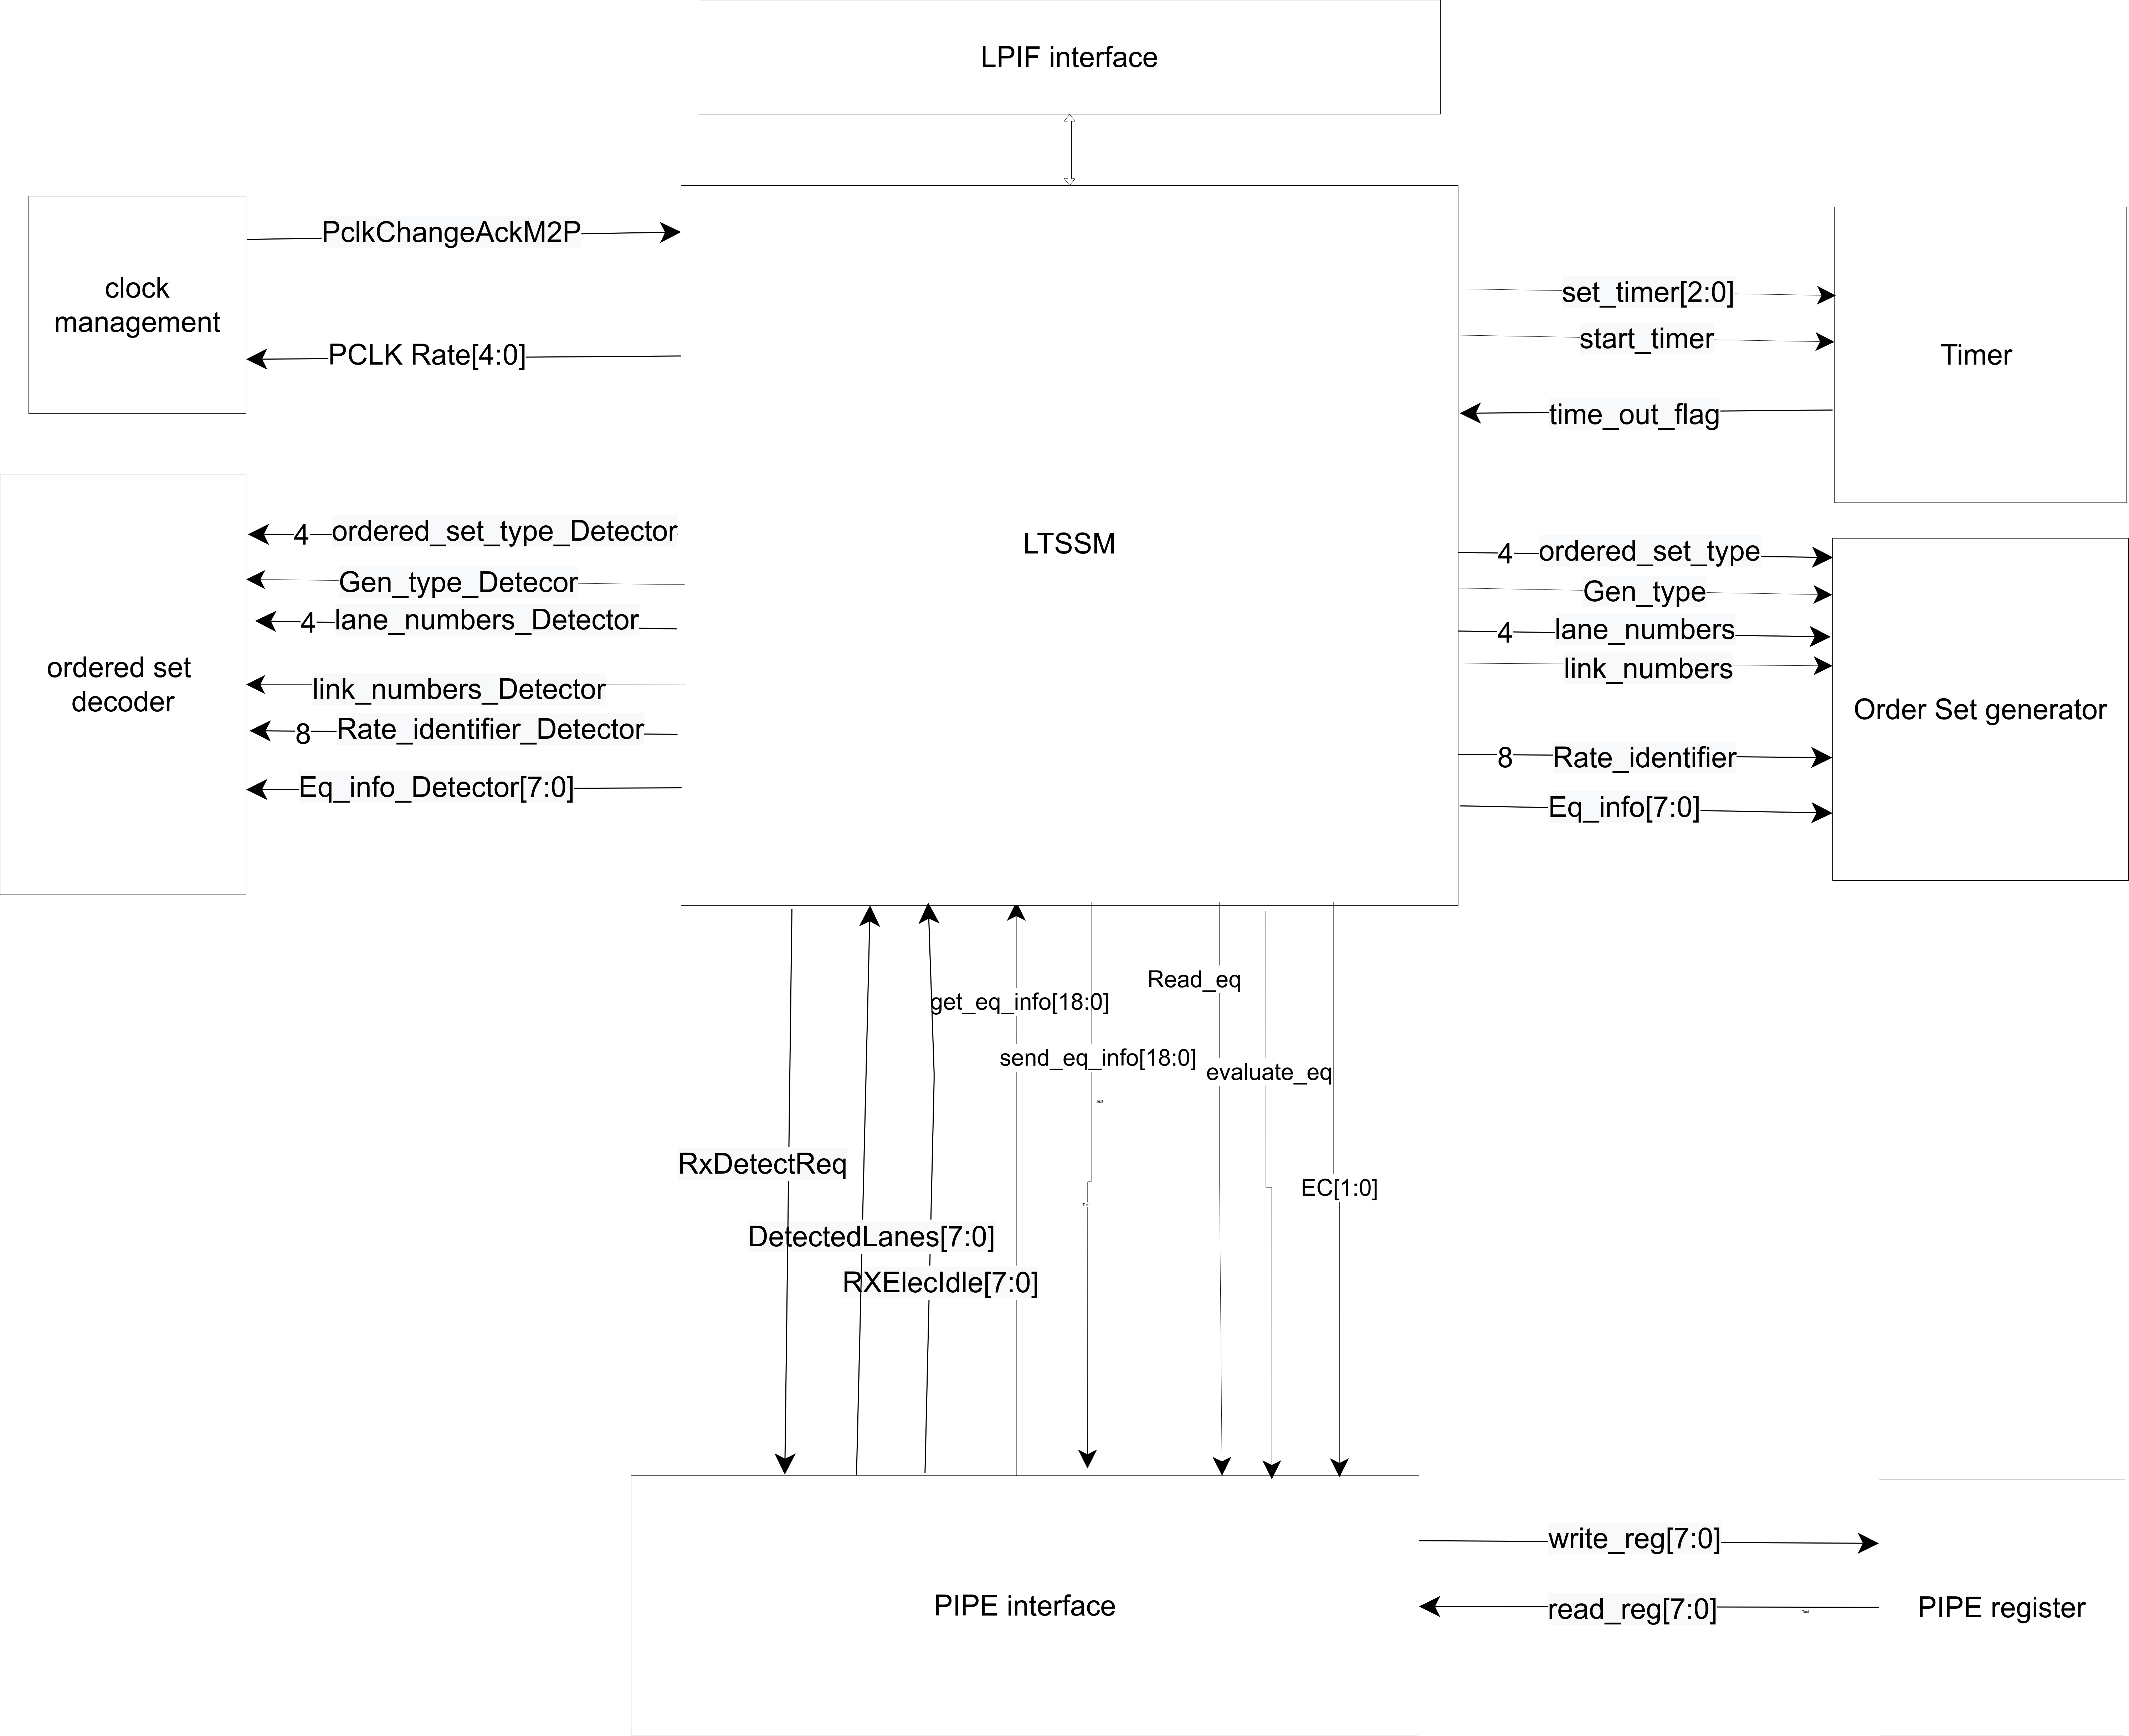 LPIF interface
clock
management
PclkChangeAckM2P
PCLK Rate[4:0]
LTSSM
set_timer[2:0]
start_timer
time_out_flag
Timer
ordered set
decoder
4 ordered_set_type_Detector
Gen_type_Detecor
4 lane_numbers_Detector
link_numbers_Detector
8 Rate_identifier_Detector
Eq_info_Detector[7:0]
4 ordered_set_type
Gen_type
4 lane_numbers
link_numbers
8 Rate_identifier
Eq_info[7:0]
Order Set generator
Read_eq
get_eq_info[18:0]
send_eq_info[18:0]
evaluate_eq
Text
RxDetectReq
EC[1:0]
Text
DetectedLanes[7:0]
RXElecIdle[7:0]
PIPE interface
write_reg[7:0]
read_reg[7:0]
Text
PIPE register